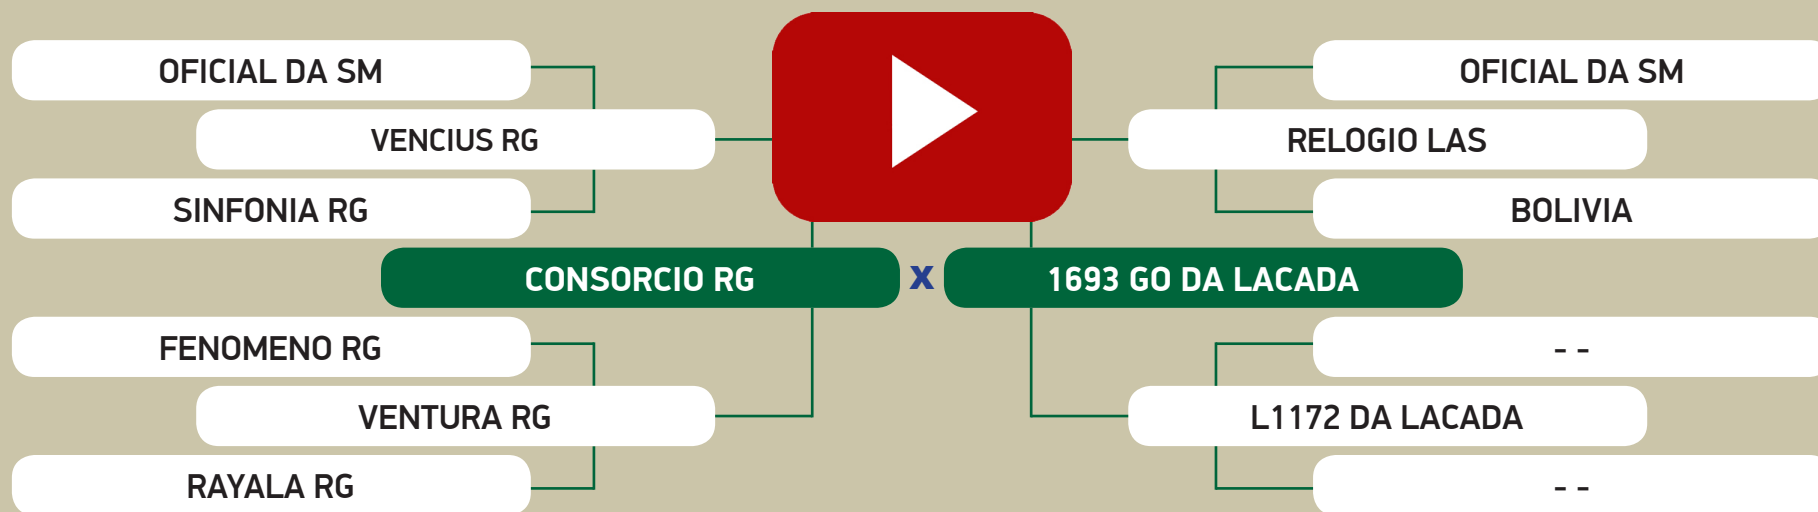 OFICIAL DA SM
VENCIUS RG
SINFONIA RG
CONSORCIO RG
FENOMENO RG
VENTURA RG
RAYALA RG
X
OFICIAL DA SM
RELOGIO LAS
BOLIVIA
1693 GO DA LACADA
- -
L1172 DA LACADA
- -